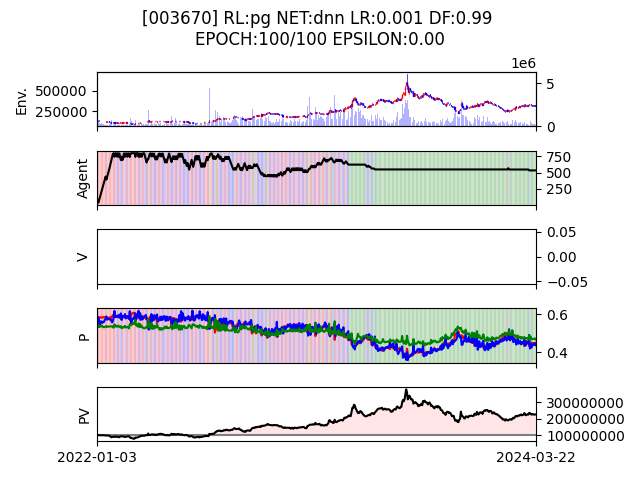 [003670] RL:pg NET:dnn LR:0.001 DF:0.99
EPOCH:100/100 EPSILON:0.00
1e6
Env.
500000
250000
5
0
Agent
750
500
250
V
0.05
0.00
−0.05
P
0.6
0.4
PV
300000000
200000000
100000000
2022-01-03
2024-03-22